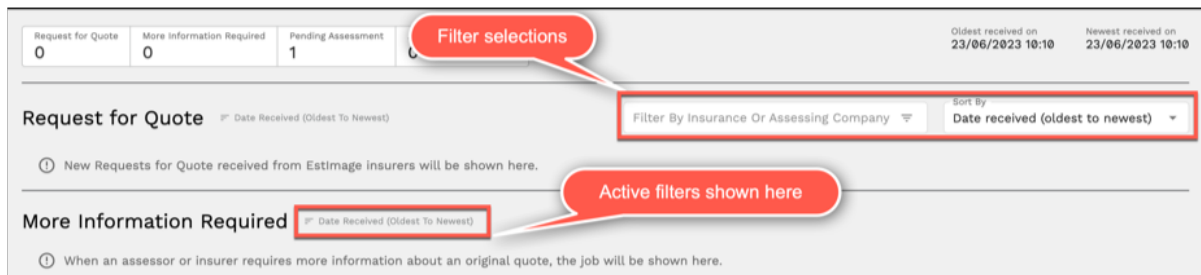 Request for Quote
0
More Information Required
0
Pending Assessment
1
Filter selections
Oldest received on
23/06/2023 10:10
Newest received on
23/06/2023 10:10
Request for Quote
Date Received (Oldest To Newest)
Filter By Insurance Or Assessing Company
Sort By
Date received (oldest to newest)
New Requests for Quote received from EstImage insurers will be shown here.
Active filters shown here
More Information Required
Date Received (Oldest To Newest)
When an assessor or insurer requires more information about an original quote, the job will be shown here.